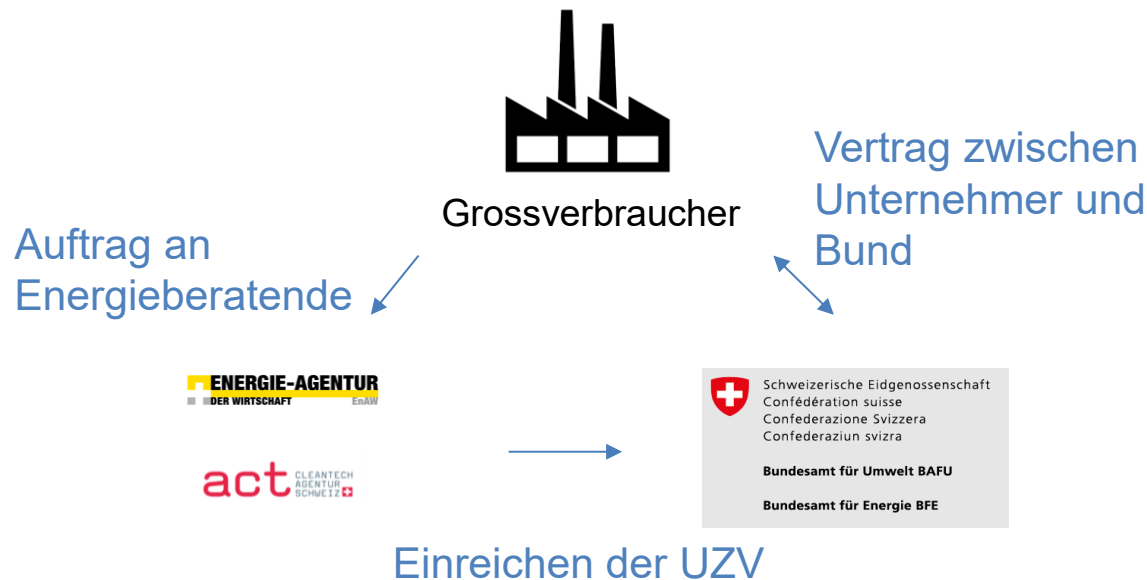 Grossverbraucher
Vertrag zwischen
Unternehmer und
Bund
Auftrag an
Energieberatende
ENERGIE-AGENTUR
DER WIRTSCHAFT EnAW
act CLEANTECH
AGENTUR
SCHWEIZ
Schweizerische Eidgenossenschaft
Confédération suisse
Confederazione Svizzera
Confederaziun svizra
Bundesamt für Umwelt BAFU
Bundesamt für Energie BFE
Einreichen der UZV